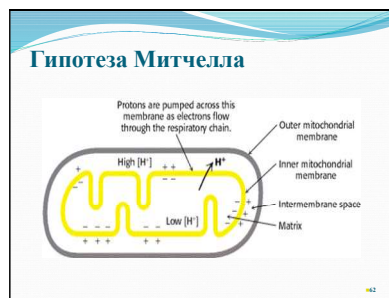 Гипотеза Митчелла
Protons are pumped across this
membrane as electrons flow
through the respiratory chain.
Outer mitochondrial
membrane
High [H⁺]
+ +
H⁺
Inner mitochondrial
membrane
Intermembrane space
Low [H⁺]
Matrix
− − −
− −
+ + +
+ +
62